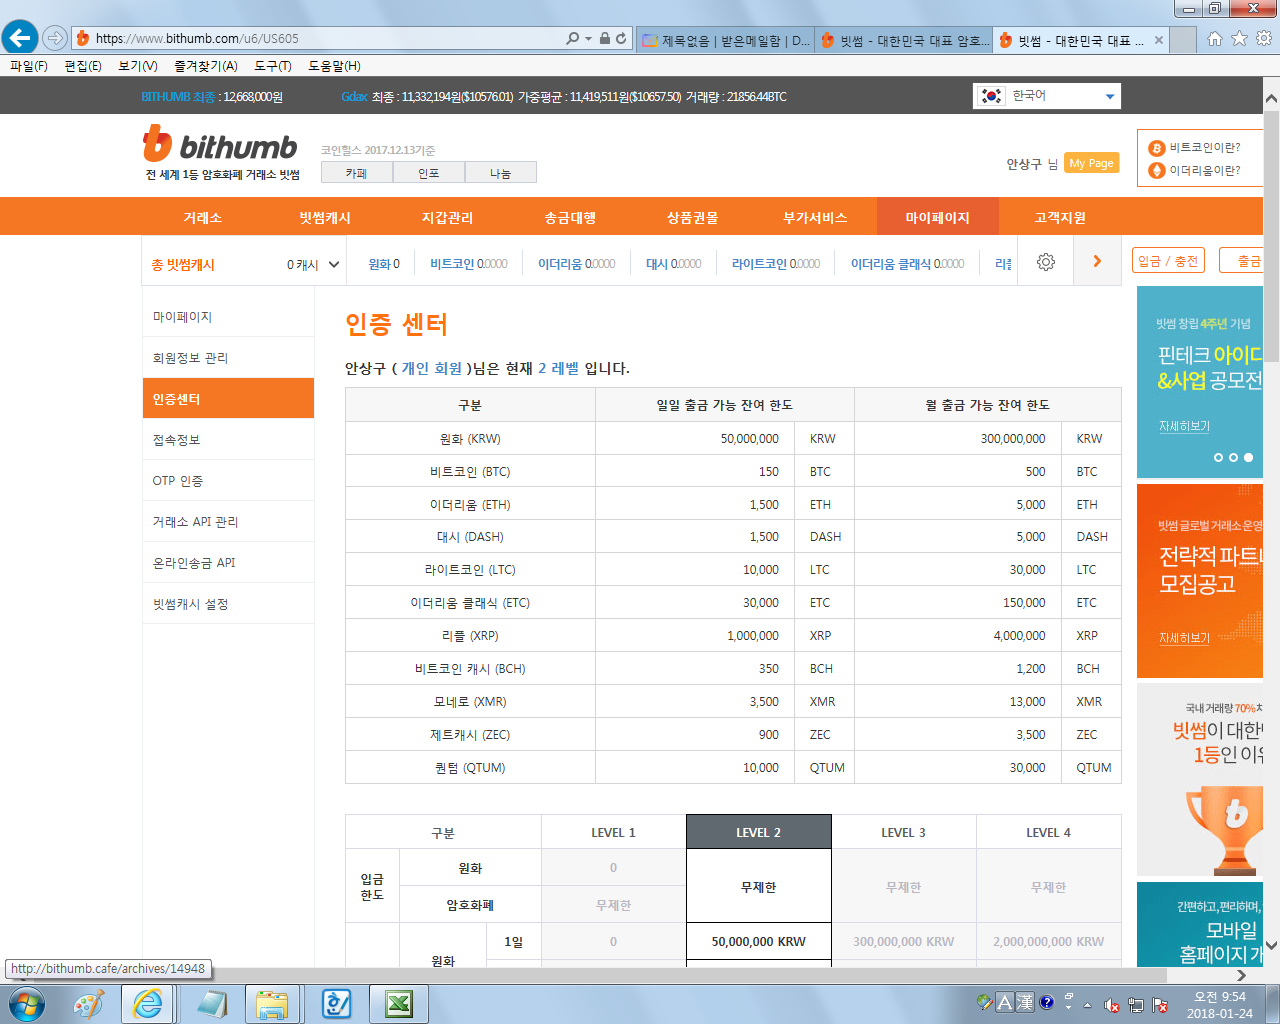 https://www.bithumb.com/u6/US605
제목없음 | 받은메일함 | D...
빗썸 - 대한민국 대표 암호...
빗썸 - 대한민국 대표 ...
파일(F) 편집(E) 보기(V) 즐겨찾기(A) 도구(T) 도움말(H)
BITHUMB 최종 : 12,668,000원 Gdax 최종 : 11,332,194원($10576.01) 가중평균 : 11,419,511원($10657.50) 거래량 : 21856.44BTC
한국어
bithumb
전 세계 1등 암호화폐 거래소 빗썸
코인힐스 2017.12.13기준
카페 인포 나눔
안상구 님 My Page
비트코인이란?
이더리움이란?
거래소 빗썸캐시 지갑관리 송금대행 상품권몰 부가서비스 마이페이지 고객지원
총 빗썸캐시 0 캐시 원화 0 비트코인 0.0000 이더리움 0.0000 대시 0.0000 라이트코인 0.0000 이더리움 클래식 0.0000 리플
입금 / 충전 출금
마이페이지
회원정보 관리
인증센터
접속정보
OTP 인증
거래소 API 관리
온라인송금 API
빗썸캐시 설정
인증 센터
안상구 ( 개인 회원 )님은 현재 2 레벨 입니다.
구분 일일 출금 가능 잔여 한도 월 출금 가능 잔여 한도
원화 (KRW) 50,000,000 KRW 300,000,000 KRW
비트코인 (BTC) 150 BTC 500 BTC
이더리움 (ETH) 1,500 ETH 5,000 ETH
대시 (DASH) 1,500 DASH 5,000 DASH
라이트코인 (LTC) 10,000 LTC 30,000 LTC
이더리움 클래식 (ETC) 30,000 ETC 150,000 ETC
리플 (XRP) 1,000,000 XRP 4,000,000 XRP
비트코인 캐시 (BCH) 350 BCH 1,200 BCH
모네로 (XMR) 3,500 XMR 13,000 XMR
제트캐시 (ZEC) 900 ZEC 3,500 ZEC
퀀텀 (QTUM) 10,000 QTUM 30,000 QTUM
구분 LEVEL 1 LEVEL 2 LEVEL 3 LEVEL 4
입금
한도
원화 0
암호화폐 무제한
무제한 무제한 무제한
원화 1일 0 50,000,000 KRW 300,000,000 KRW 2,000,000,000 KRW
빗썸 창립 4주년 기념
핀테크 아이디
&사업 공모전
자세히보기
빗썸 글로벌 거래소 운영
전략적 파트너
모집공고
자세히보기
국내 거래량 70%
빗썸이 대한
1등인 이유
간편하고, 편리하며,
모바일
홈페이지 개
http://bithumb.cafe/archives/14948
A 漢
오전 9:54
2018-01-24